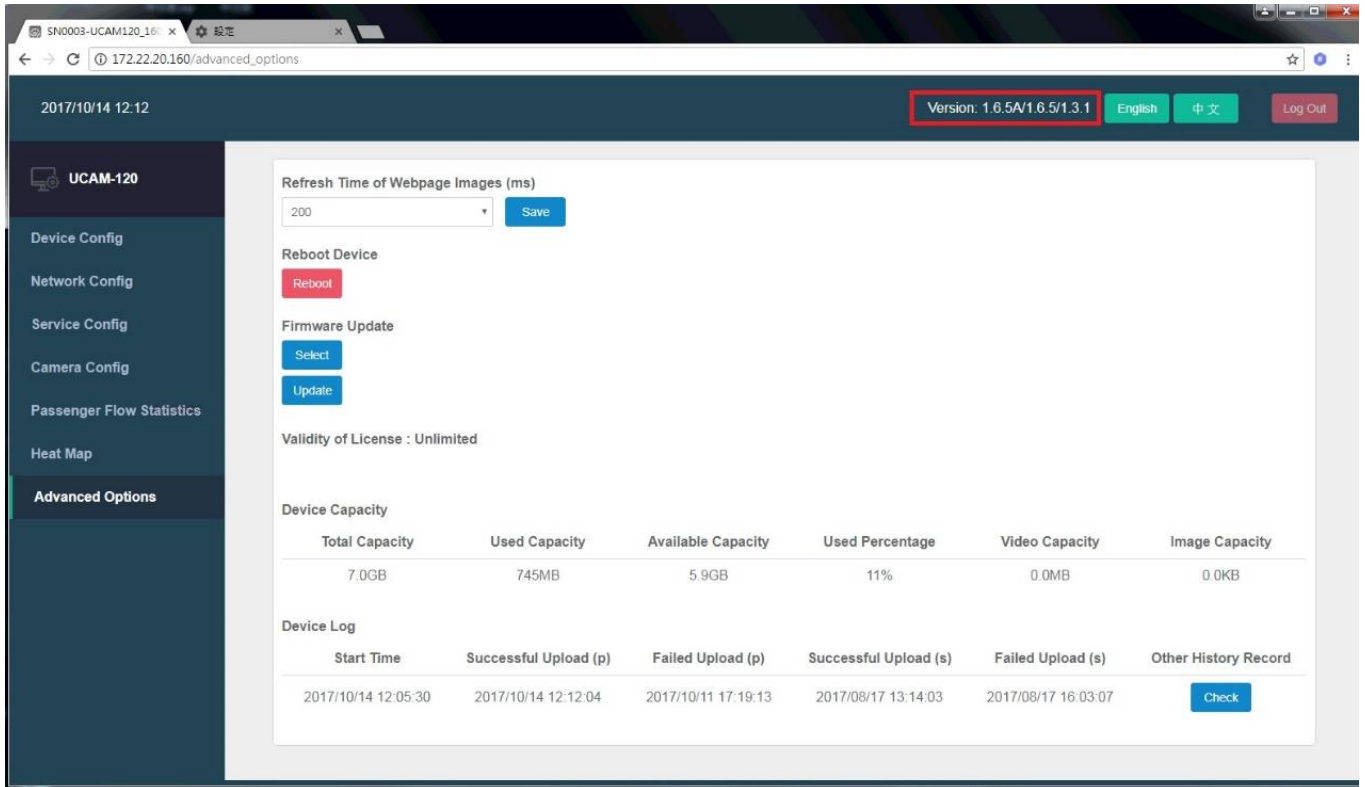 SN0003-UCAM120_16
設定
172.22.20.160/advanced_options
2017/10/14 12:12
Version: 1.6.5A/1.6.5/1.3.1
English
中文
Log Out
UCAM-120
Device Config
Network Config
Service Config
Camera Config
Passenger Flow Statistics
Heat Map
Advanced Options
Refresh Time of Webpage Images (ms)
200
Save
Reboot Device
Reboot
Firmware Update
Select
Update
Validity of License : Unlimited
Device Capacity
Total Capacity Used Capacity Available Capacity Used Percentage Video Capacity Image Capacity
7.0GB 745MB 5.9GB 11% 0.0MB 0.0KB
Device Log
Start Time Successful Upload (p) Failed Upload (p) Successful Upload (s) Failed Upload (s) Other History Record
2017/10/14 12:05:30 2017/10/14 12:12:04 2017/10/11 17:19:13 2017/08/17 13:14:03 2017/08/17 16:03:07 Check